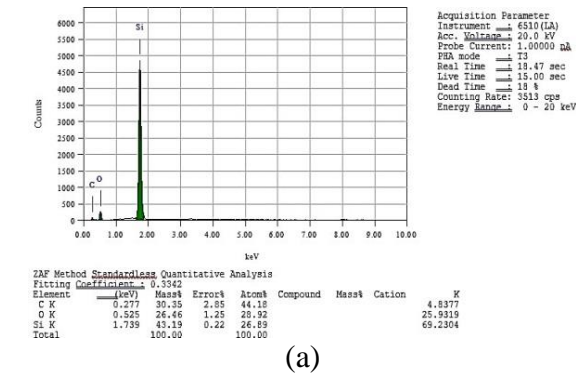 Acquisition Parameter
Instrument : 6510(LA)
Acc. Voltage : 20.0 kV
Probe Current: 1.00000 nA
PHA mode : T3
Real Time : 18.47 sec
Live Time : 15.00 sec
Dead Time : 18 %
Counting Rate: 3513 cps
Energy Range : 0 - 20 keV
Si
C O
Counts
6000
5500
5000
4500
4000
3500
3000
2500
2000
1500
1000
500
0
0.00 1.00 2.00 3.00 4.00 5.00 6.00 7.00 8.00 9.00 10.00
keV
ZAF Method Standardless Quantitative Analysis
Fitting Coefficient : 0.3342
Element (keV) Mass% Error% Atom% Compound Mass% Cation K
C K 0.277 30.35 2.85 44.18 4.8377
O K 0.525 26.46 1.25 28.92 25.9319
Si K 1.739 43.19 0.22 26.89 69.2304
Total 100.00 100.00
(a)